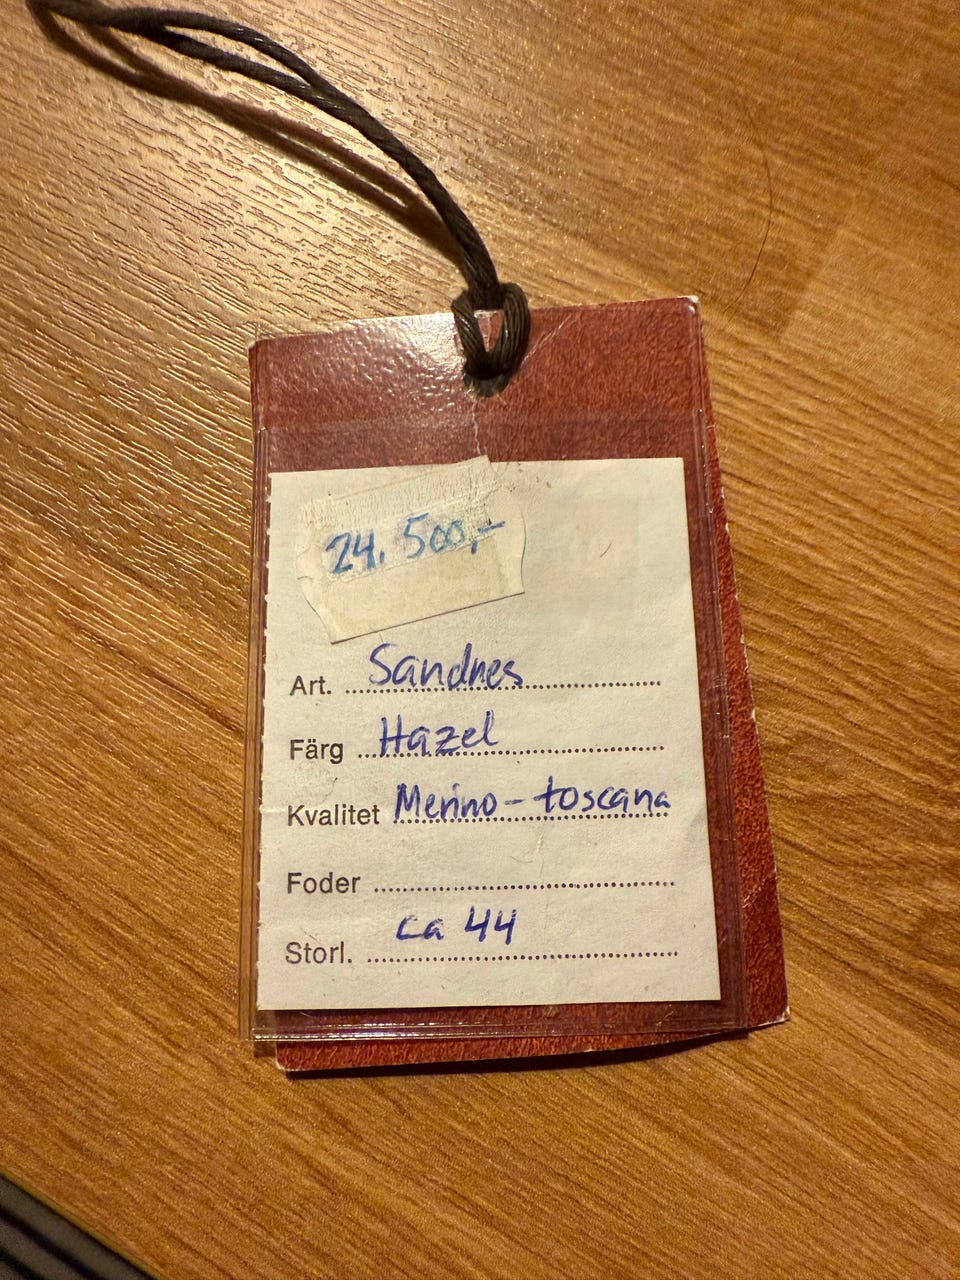 24.500,-
Art. Sandnes
Färg Hazel
Kvalitet Merino-toscana
Foder
Storl. ca 44